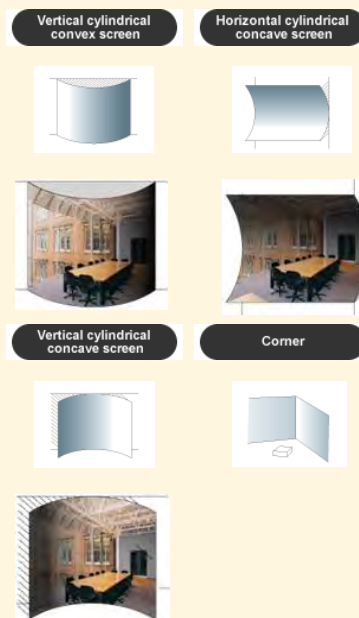 Vertical cylindrical
convex screen
Horizontal cylindrical
concave screen
Vertical cylindrical
concave screen
Corner